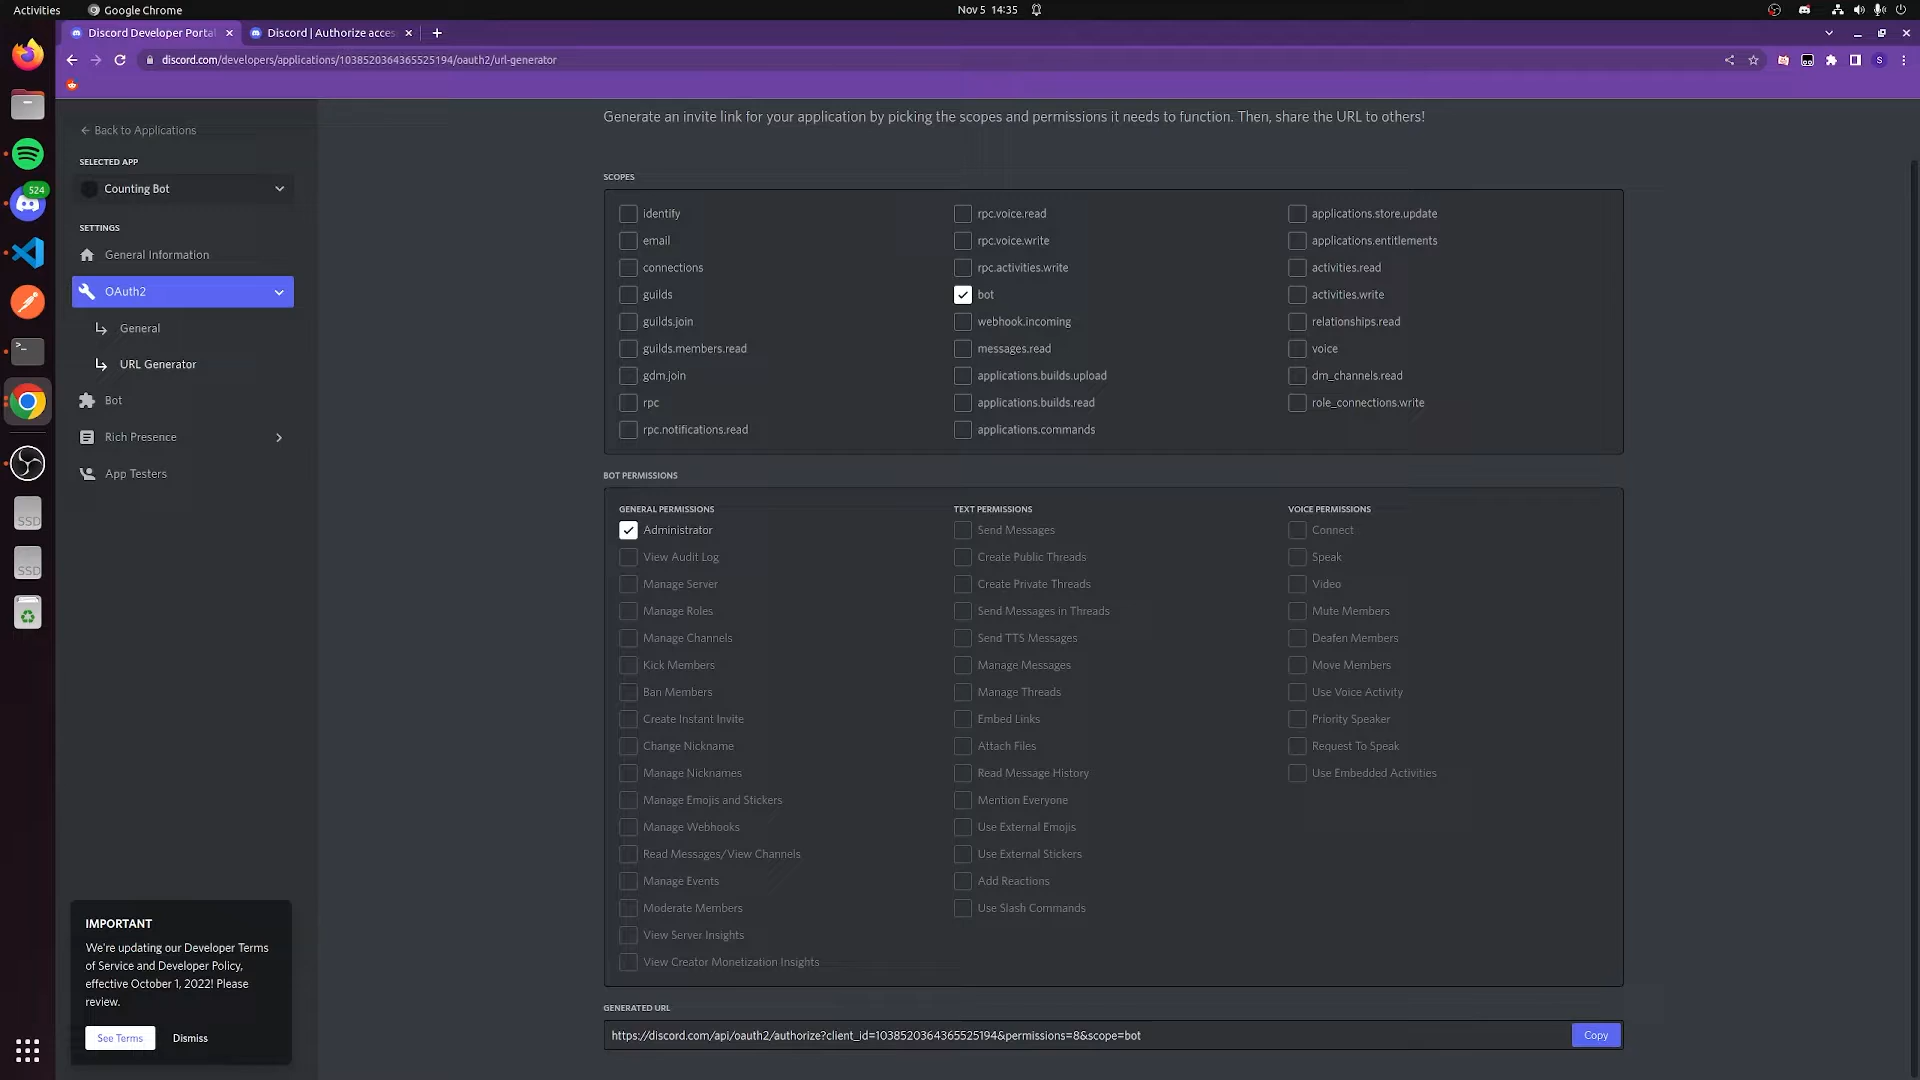 Activities
Google Chrome
Nov 5 14:35
Discord Developer Portal
Discord | Authorize acces
discord.com/developers/applications/1038520364365525194/oauth2/url-generator
S
524
SSD
SSD
← Back to Applications
SELECTED APP
Counting Bot
SETTINGS
General Information
OAuth2
General
URL Generator
Bot
Rich Presence
App Testers
IMPORTANT
We're updating our Developer Terms
of Service and Developer Policy,
effective October 1, 2022! Please
review.
See Terms
Dismiss
Generate an invite link for your application by picking the scopes and permissions it needs to function. Then, share the URL to others!
SCOPES
identify
email
connections
guilds
guilds.join
guilds.members.read
gdm.join
rpc
rpc.notifications.read
rpc.voice.read
rpc.voice.write
rpc.activities.write
bot
webhook.incoming
messages.read
applications.builds.upload
applications.builds.read
applications.commands
applications.store.update
applications.entitlements
activities.read
activities.write
relationships.read
voice
dm_channels.read
role_connections.write
BOT PERMISSIONS
GENERAL PERMISSIONS
Administrator
View Audit Log
Manage Server
Manage Roles
Manage Channels
Kick Members
Ban Members
Create Instant Invite
Change Nickname
Manage Nicknames
Manage Emojis and Stickers
Manage Webhooks
Read Messages/View Channels
Manage Events
Moderate Members
View Server Insights
View Creator Monetization Insights
TEXT PERMISSIONS
Send Messages
Create Public Threads
Create Private Threads
Send Messages in Threads
Send TTS Messages
Manage Messages
Manage Threads
Embed Links
Attach Files
Read Message History
Mention Everyone
Use External Emojis
Use External Stickers
Add Reactions
Use Slash Commands
VOICE PERMISSIONS
Connect
Speak
Video
Mute Members
Deafen Members
Move Members
Use Voice Activity
Priority Speaker
Request To Speak
Use Embedded Activities
GENERATED URL
https://discord.com/api/oauth2/authorize?client_id=1038520364365525194&permissions=8&scope=bot
Copy